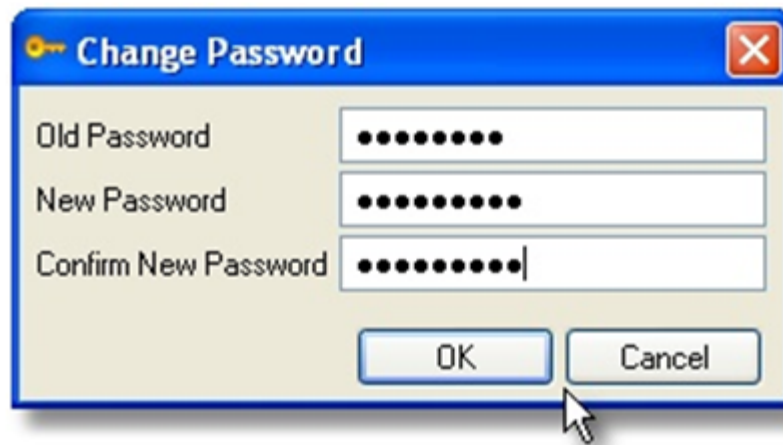 Change Password
Old Password ••••••••
New Password •••••••••
Confirm New Password •••••••••
OK Cancel